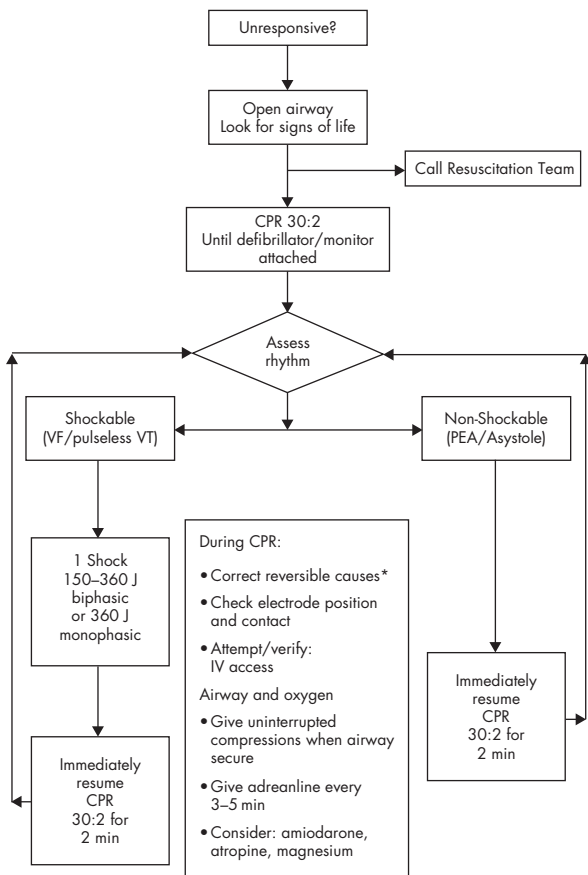 Unresponsive?
Open airway
Look for signs of life
Call Resuscitation Team
CPR 30:2
Until defibrillator/monitor
attached
Assess
rhythm
Shockable
(VF/pulseless VT)
Non-Shockable
(PEA/Asystole)
1 Shock
150–360 J
biphasic
or 360 J
monophasic
Immediately
resume
CPR
30:2 for
2 min
During CPR:
• Correct reversible causes*
• Check electrode position
and contact
• Attempt/verify:
IV access
Airway and oxygen
• Give uninterrupted
compressions when airway
secure
• Give adreanline every
3–5 min
• Consider: amiodarone,
atropine, magnesium
Immediately
resume
CPR
30:2 for
2 min